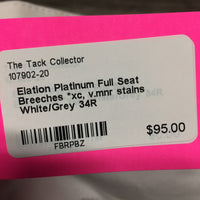 The Tack Collector
107902-20
Elation Platinum Full Seat
Breeches "xc, v.mnr stains
White/Grey 34R
$95.00
FBRPBZ